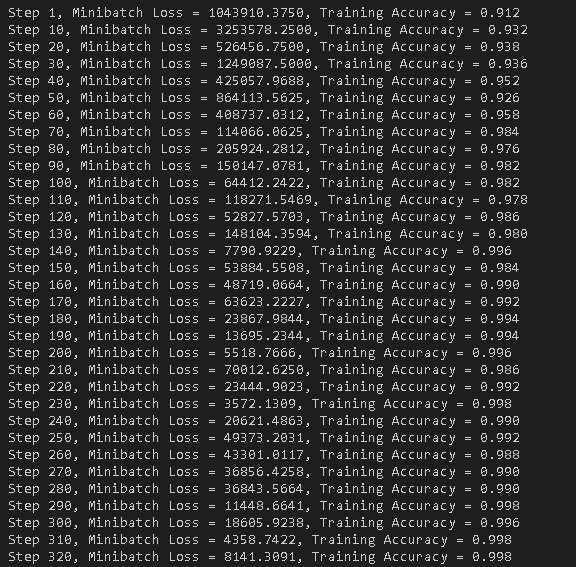 Step 1, Minibatch Loss = 1043910.3750, Training Accuracy = 0.912
Step 10, Minibatch Loss = 3253578.2500, Training Accuracy = 0.932
Step 20, Minibatch Loss = 526456.7500, Training Accuracy = 0.938
Step 30, Minibatch Loss = 1249087.5000, Training Accuracy = 0.936
Step 40, Minibatch Loss = 425057.9688, Training Accuracy = 0.952
Step 50, Minibatch Loss = 864113.5625, Training Accuracy = 0.926
Step 60, Minibatch Loss = 408737.0312, Training Accuracy = 0.958
Step 70, Minibatch Loss = 114066.0625, Training Accuracy = 0.984
Step 80, Minibatch Loss = 205924.2812, Training Accuracy = 0.976
Step 90, Minibatch Loss = 150147.0781, Training Accuracy = 0.982
Step 100, Minibatch Loss = 64412.2422, Training Accuracy = 0.982
Step 110, Minibatch Loss = 118271.5469, Training Accuracy = 0.978
Step 120, Minibatch Loss = 52827.5703, Training Accuracy = 0.986
Step 130, Minibatch Loss = 148104.3594, Training Accuracy = 0.980
Step 140, Minibatch Loss = 7790.9229, Training Accuracy = 0.996
Step 150, Minibatch Loss = 53884.5508, Training Accuracy = 0.984
Step 160, Minibatch Loss = 48719.0664, Training Accuracy = 0.990
Step 170, Minibatch Loss = 63623.2227, Training Accuracy = 0.992
Step 180, Minibatch Loss = 23867.9844, Training Accuracy = 0.994
Step 190, Minibatch Loss = 13695.2344, Training Accuracy = 0.994
Step 200, Minibatch Loss = 5518.7666, Training Accuracy = 0.996
Step 210, Minibatch Loss = 70012.6250, Training Accuracy = 0.986
Step 220, Minibatch Loss = 23444.9023, Training Accuracy = 0.992
Step 230, Minibatch Loss = 3572.1309, Training Accuracy = 0.998
Step 240, Minibatch Loss = 20621.4863, Training Accuracy = 0.990
Step 250, Minibatch Loss = 49373.2031, Training Accuracy = 0.992
Step 260, Minibatch Loss = 43301.0117, Training Accuracy = 0.988
Step 270, Minibatch Loss = 36856.4258, Training Accuracy = 0.990
Step 280, Minibatch Loss = 36843.5664, Training Accuracy = 0.990
Step 290, Minibatch Loss = 11448.6641, Training Accuracy = 0.998
Step 300, Minibatch Loss = 18605.9238, Training Accuracy = 0.996
Step 310, Minibatch Loss = 4358.7422, Training Accuracy = 0.998
Step 320, Minibatch Loss = 8141.3091, Training Accuracy = 0.998